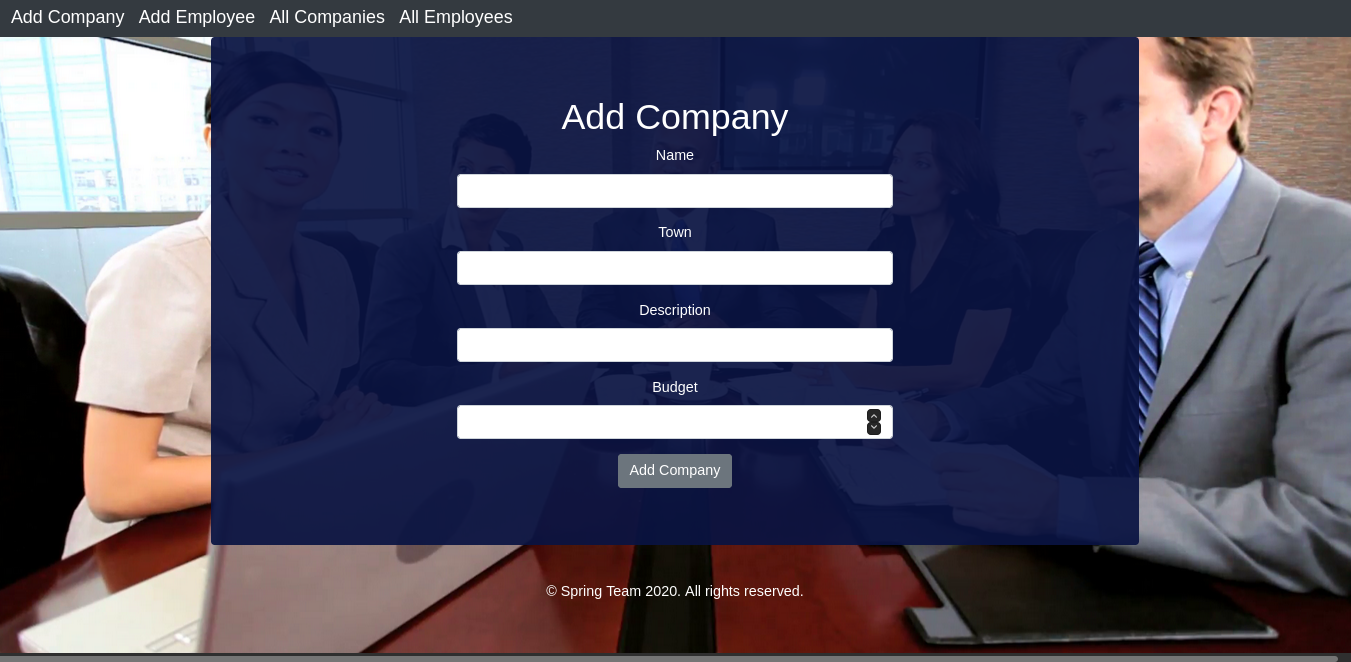 Add Company Add Employee All Companies All Employees
Add Company
Name
Town
Description
Budget
Add Company
© Spring Team 2020. All rights reserved.